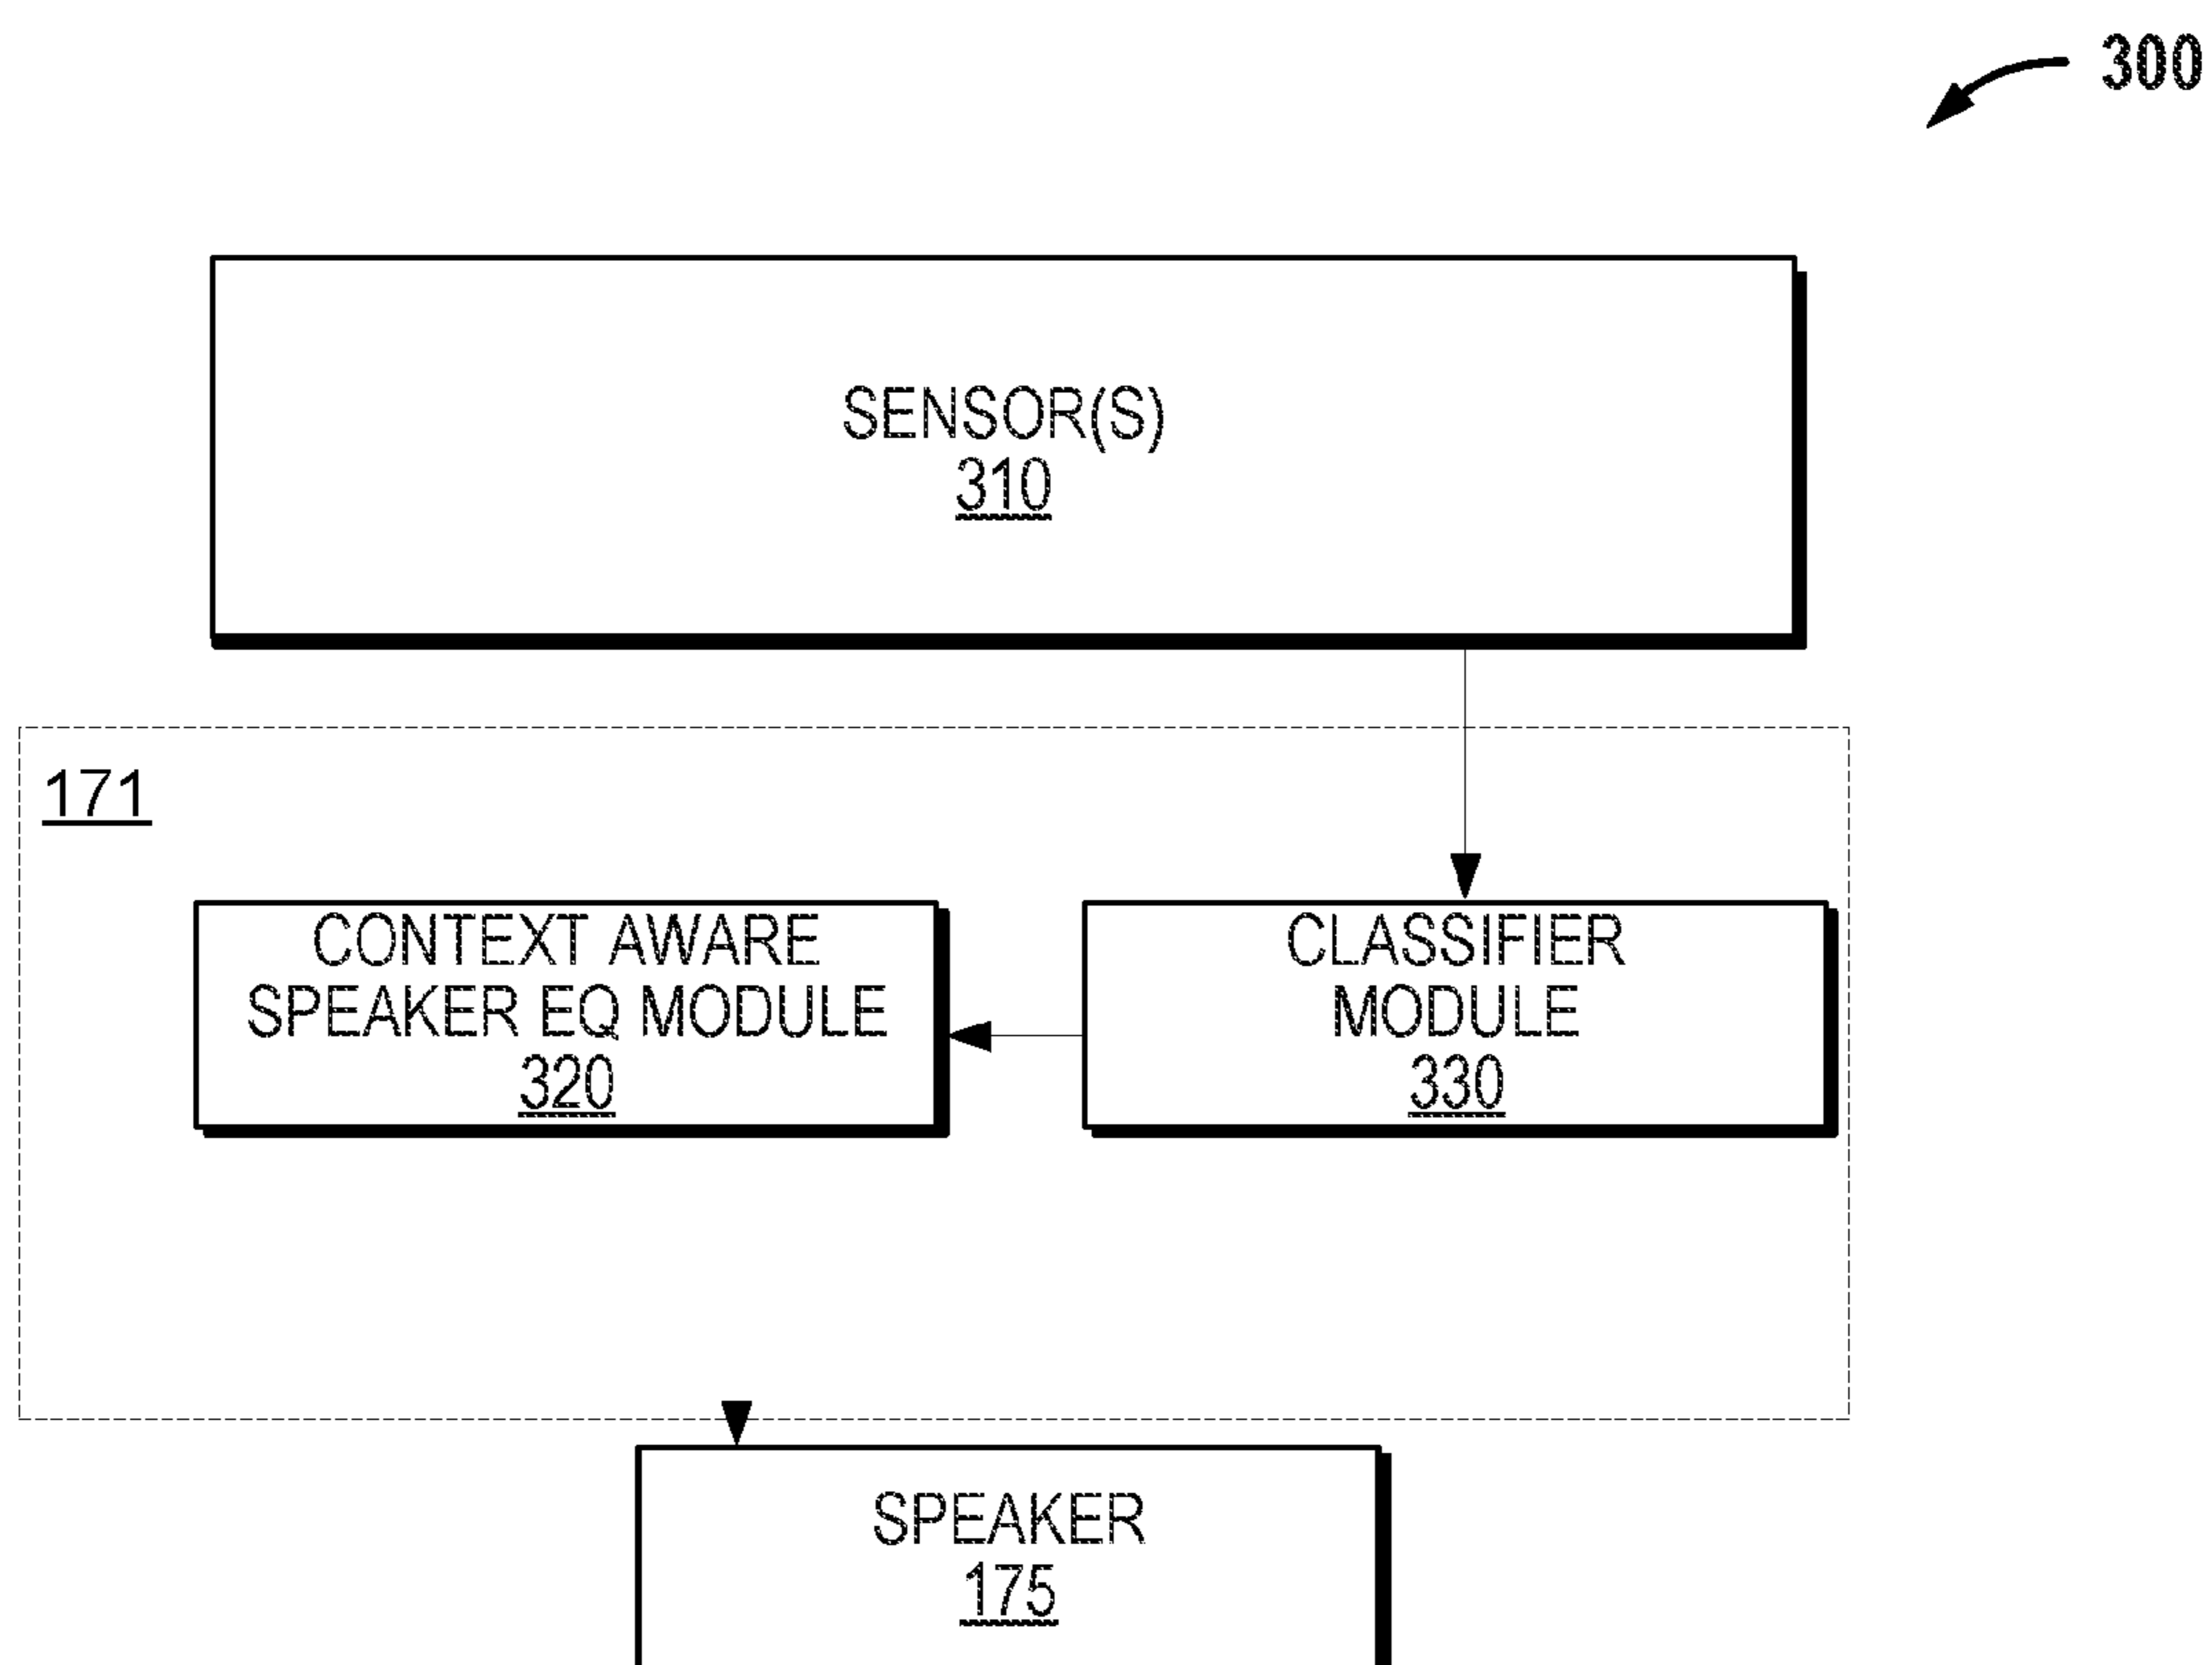 300
SENSOR(S)
310
171
CONTEXT AWARE
SPEAKER EQ MODULE
320
CLASSIFIER
MODULE
330
SPEAKER
175